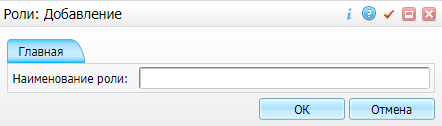 Роли: Добавление
Главная
Наименование роли:
ОК
Отмена